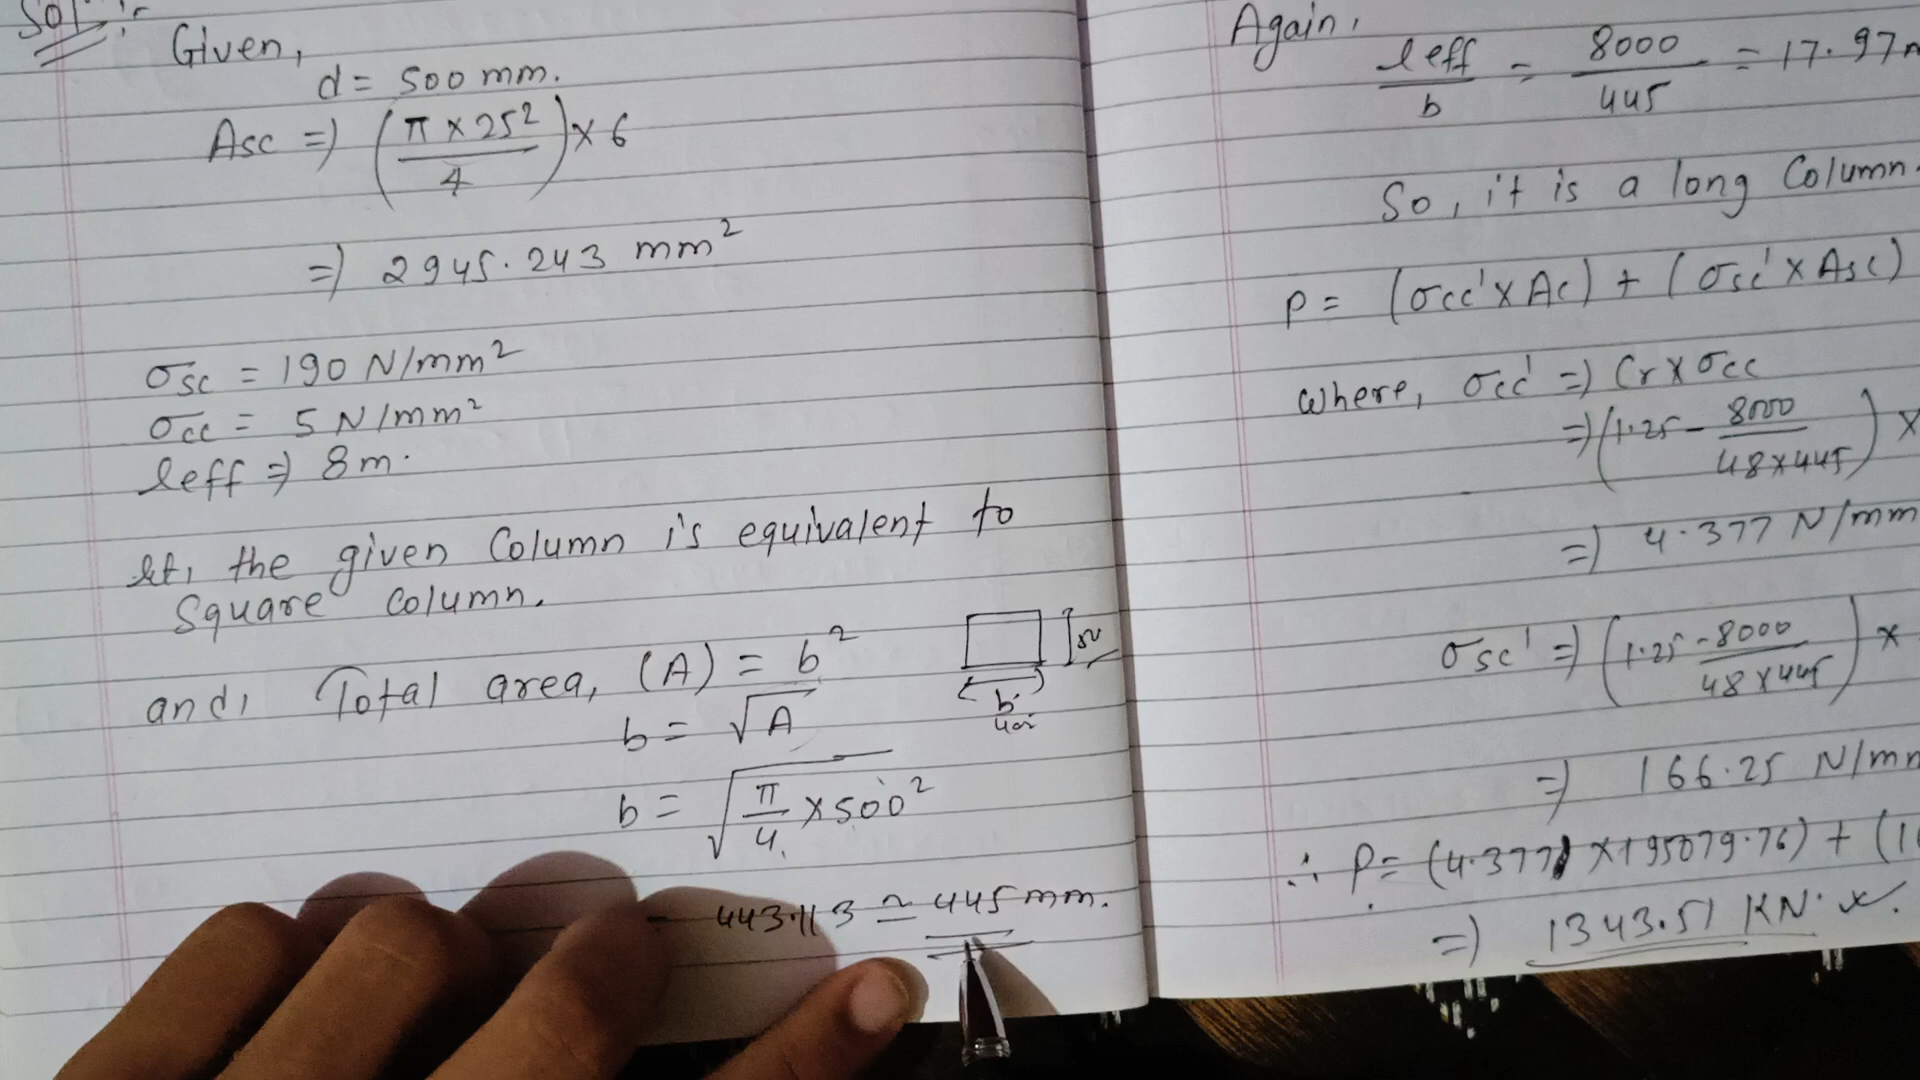 Sol :-
Given,
d = 500 mm.
Asc => (π × 25² / 4) × 6
=> 2945.243 mm²
σsc = 190 N/mm²
σcc = 5 N/mm²
leff => 8m.
let, the given Column is equivalent to
Square column.
and, Total area, (A) = b²
b = √A
b
b = √(π/4 × 500²)
= 443.113 ≃ 445 mm.
Again,
leff / b = 8000 / 445 = 17.97
So, it is a long Column.
P = (σcc' × Ac) + (σsc' × Asc)
where, σcc' => Cr × σcc
=> (1.25 - 8000 / 48×445) ×
=> 4.377 N/mm
σsc' => (1.25 - 8000 / 48×445) ×
=> 166.25 N/m
∴ P = (4.377 × 195079.76) + (1
=> 1343.51 KN.